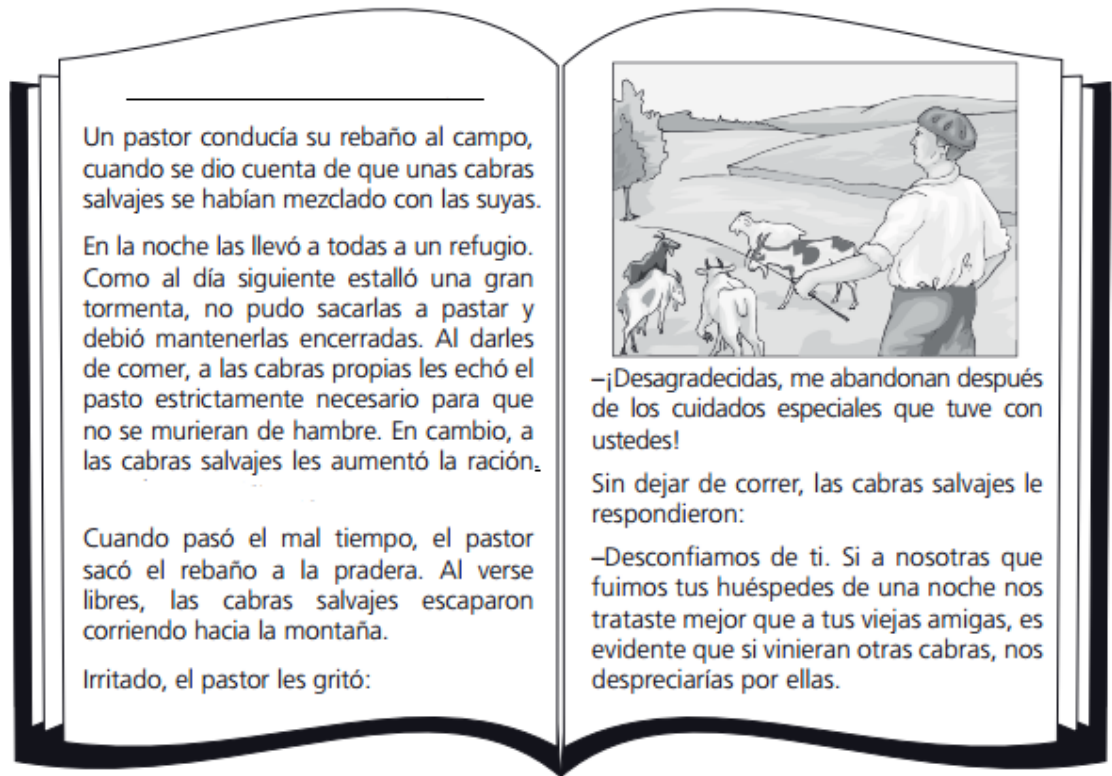 Un pastor conducía su rebaño al campo,
cuando se dio cuenta de que unas cabras
salvajes se habían mezclado con las suyas.
En la noche las llevó a todas a un refugio.
Como al día siguiente estalló una gran
tormenta, no pudo sacarlas a pastar y
debió mantenerlas encerradas. Al darles
de comer, a las cabras propias les echó el
pasto estrictamente necesario para que
no se murieran de hambre. En cambio, a
las cabras salvajes les aumentó la ración.
Cuando pasó el mal tiempo, el pastor
sacó el rebaño a la pradera. Al verse
libres, las cabras salvajes escaparon
corriendo hacia la montaña.
Irritado, el pastor les gritó:
–¡Desagradecidas, me abandonan después
de los cuidados especiales que tuve con
ustedes!
Sin dejar de correr, las cabras salvajes le
respondieron:
–Desconfiamos de ti. Si a nosotras que
fuimos tus huéspedes de una noche nos
trataste mejor que a tus viejas amigas, es
evidente que si vinieran otras cabras, nos
despreciarías por ellas.